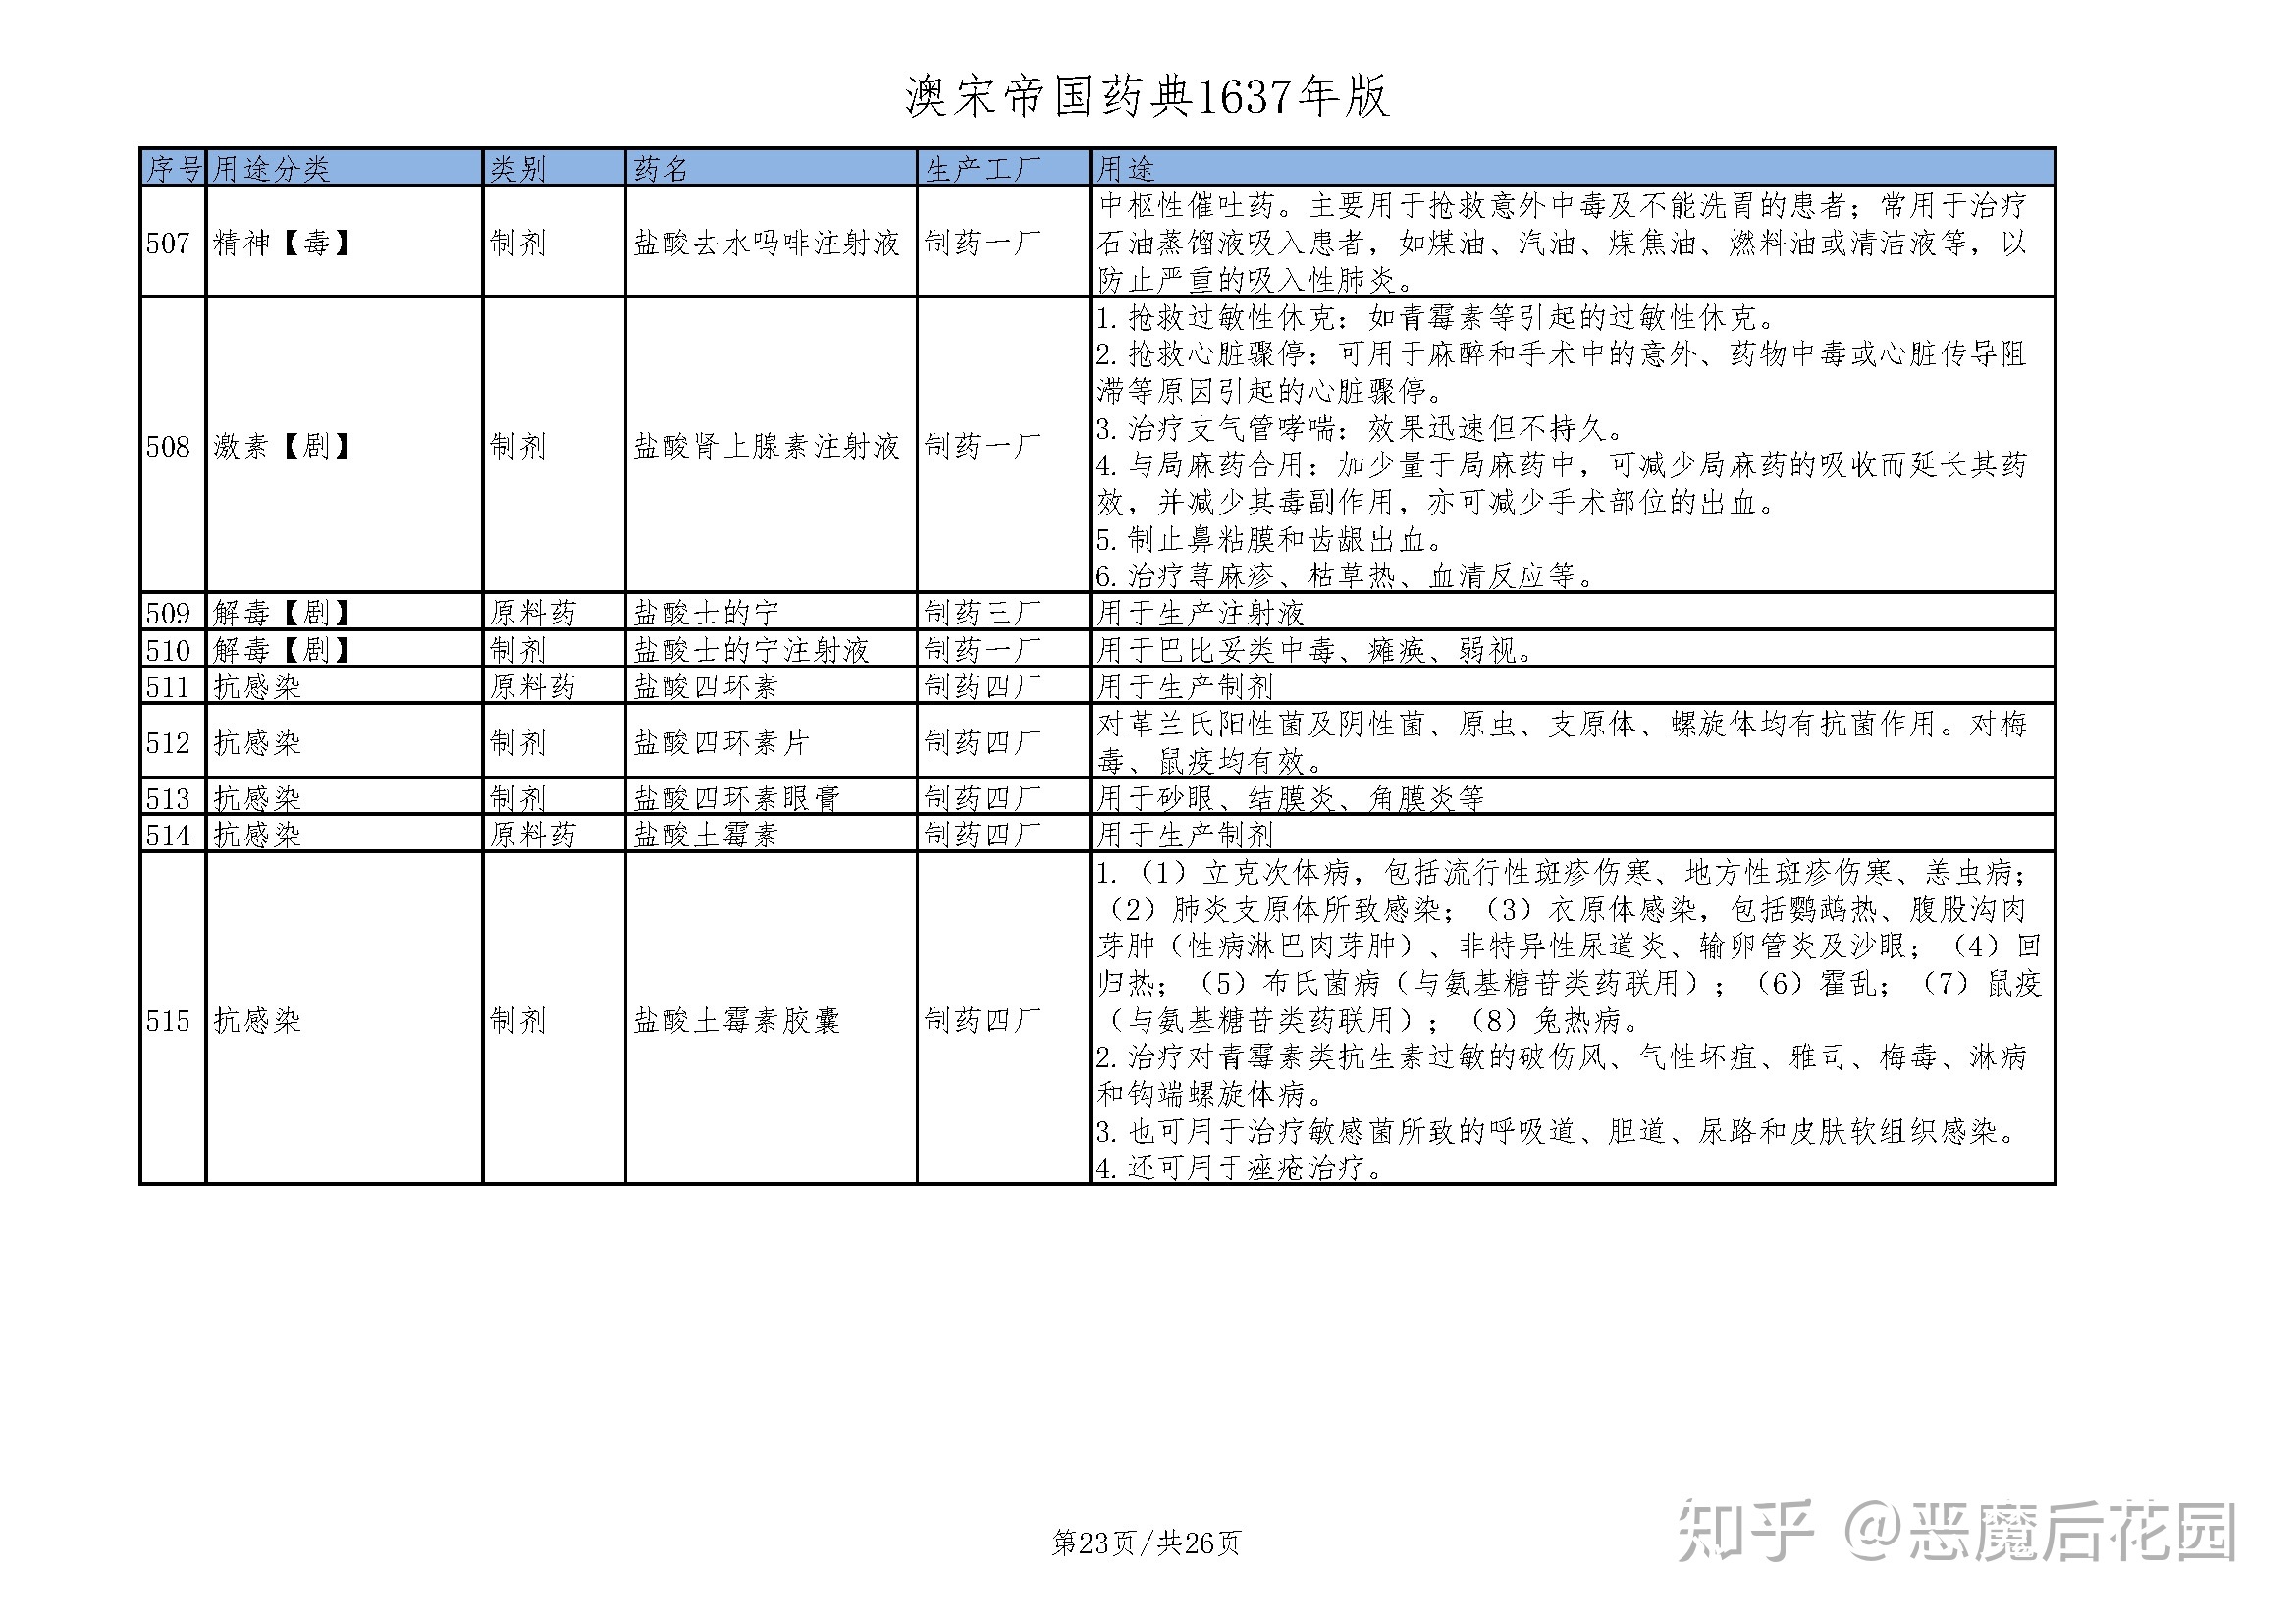 澳宋帝国药典1637年版
序号 用途分类 类别 药名 生产工厂 用途
507 精神【毒】 制剂 盐酸去水吗啡注射液 制药一厂 中枢性催吐药。主要用于抢救意外中毒及不能洗胃的患者；常用于治疗
石油蒸馏液吸入患者，如煤油、汽油、煤焦油、燃料油或清洁液等，以
防止严重的吸入性肺炎。
508 激素【剧】 制剂 盐酸肾上腺素注射液 制药一厂 1.抢救过敏性休克：如青霉素等引起的过敏性休克。
2.抢救心脏骤停：可用于麻醉和手术中的意外、药物中毒或心脏传导阻
滞等原因引起的心脏骤停。
3.治疗支气管哮喘：效果迅速但不持久。
4.与局麻药合用：加少量于局麻药中，可减少局麻药的吸收而延长其药
效，并减少其毒副作用，亦可减少手术部位的出血。
5.制止鼻粘膜和齿龈出血。
6.治疗荨麻疹、枯草热、血清反应等。
509 解毒【剧】 原料药 盐酸士的宁 制药三厂 用于生产注射液
510 解毒【剧】 制剂 盐酸士的宁注射液 制药一厂 用于巴比妥类中毒、瘫痪、弱视。
511 抗感染 原料药 盐酸四环素 制药四厂 用于生产制剂
512 抗感染 制剂 盐酸四环素片 制药四厂 对革兰氏阳性菌及阴性菌、原虫、支原体、螺旋体均有抗菌作用。对梅
毒、鼠疫均有效。
513 抗感染 制剂 盐酸四环素眼膏 制药四厂 用于砂眼、结膜炎、角膜炎等
514 抗感染 原料药 盐酸土霉素 制药四厂 用于生产制剂
515 抗感染 制剂 盐酸土霉素胶囊 制药四厂 1.（1）立克次体病，包括流行性斑疹伤寒、地方性斑疹伤寒、恙虫病；
（2）肺炎支原体所致感染；（3）衣原体感染，包括鹦鹉热、腹股沟肉
芽肿（性病淋巴肉芽肿）、非特异性尿道炎、输卵管炎及沙眼；（4）回
归热；（5）布氏菌病（与氨基糖苷类药联用）；（6）霍乱；（7）鼠疫
（与氨基糖苷类药联用）；（8）兔热病。
2.治疗对青霉素类抗生素过敏的破伤风、气性坏疽、雅司、梅毒、淋病
和钩端螺旋体病。
3.也可用于治疗敏感菌所致的呼吸道、胆道、尿路和皮肤软组织感染。
4.还可用于痤疮治疗。
第23页/共26页
知乎 @恶魔后花园